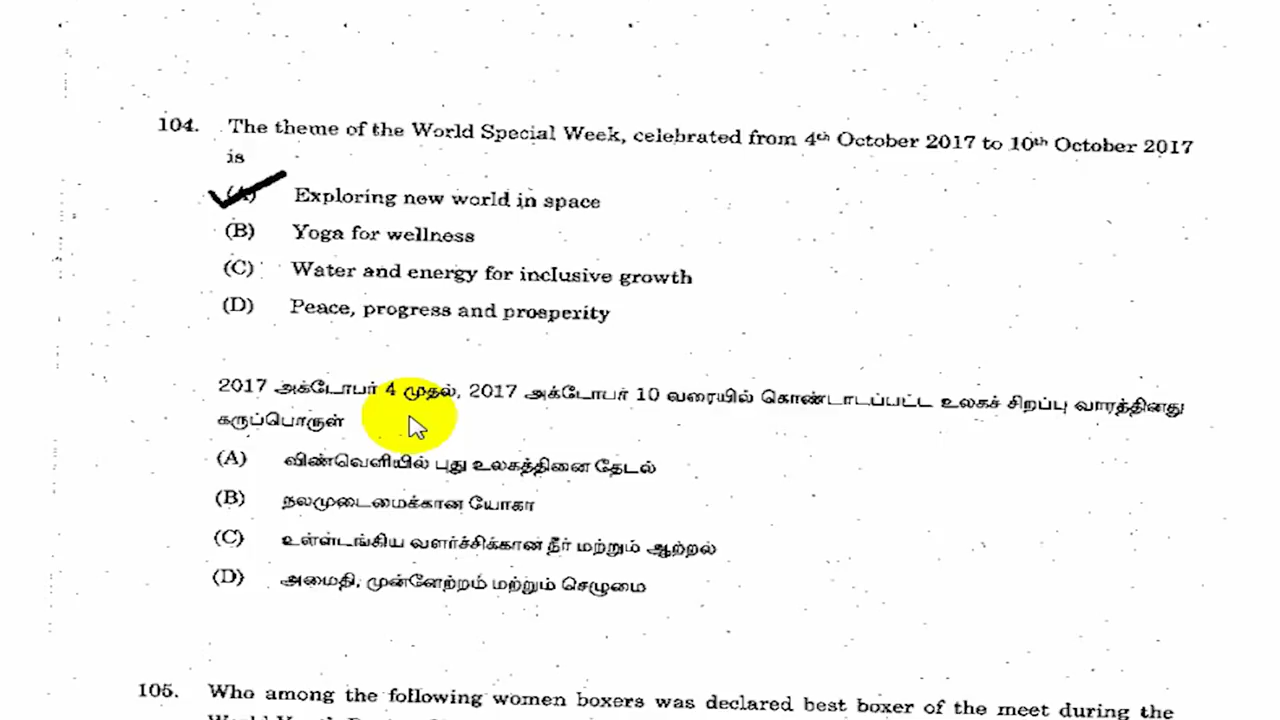 104. The theme of the World Special Week, celebrated from 4th October 2017 to 10th October 2017
is
(A) Exploring new world in space
(B) Yoga for wellness
(C) Water and energy for inclusive growth
(D) Peace, progress and prosperity
2017 அக்டோபர் 4 முதல், 2017 அக்டோபர் 10 வரையில் கொண்டாடப்பட்ட உலகச் சிறப்பு வாரத்தினது
கருப்பொருள்
(A) விண்வெளியில் புது உலகத்தினை தேடல்
(B) நலமுடைமைக்கான யோகா
(C) உள்ள்டங்கிய வளர்ச்சிக்கான நீர் மற்றும் ஆற்றல்
(D) அமைதி, முன்னேற்றம் மற்றும் செழுமை
105. Who among the following women boxers was declared best boxer of the meet during the
World Youth